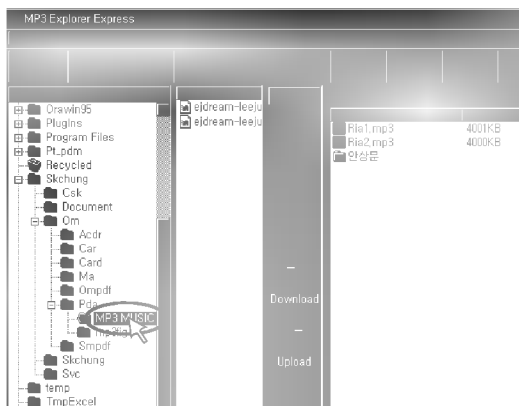 MP3 Explorer Express
Drawin95
PlugIns
Program Files
Pt_pdm
Recycled
Skchung
Csk
Document
Om
Acdr
Car
Card
Ma
Ompdf
Pda
MP3 MUSIC
Smpdf
Skchung
Svc
temp
TmpExcel
ejdream-leeju
ejdream-leeju
Download
Upload
Ria1.mp3 4001KB
Ria2.mp3 4000KB
안상문